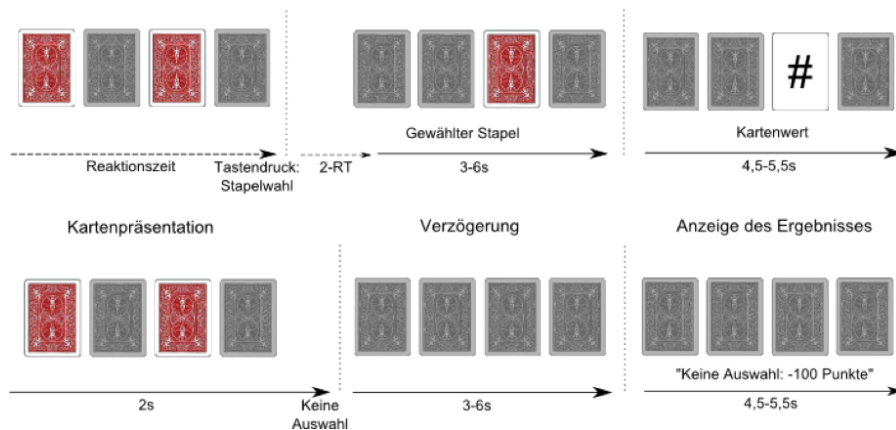 #
Gewählter Stapel
Kartenwert
Reaktionszeit
Tastendruck:
Stapelwahl
2-RT
3-6s
4,5-5,5s
Kartenpräsentation
Verzögerung
Anzeige des Ergebnisses
"Keine Auswahl: -100 Punkte"
2s
Keine
Auswahl
3-6s
4,5-5,5s